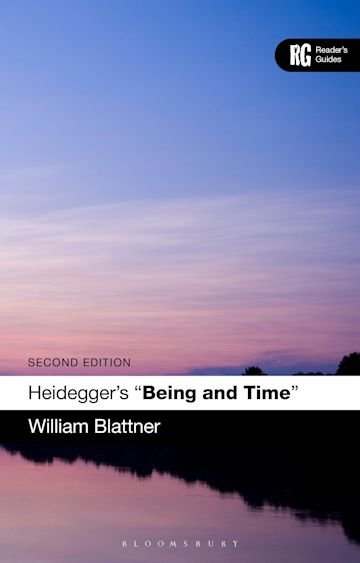 RG Reader's
Guides
SECOND EDITION
Heidegger's “Being and Time”
William Blattner
BLOOMSBURY